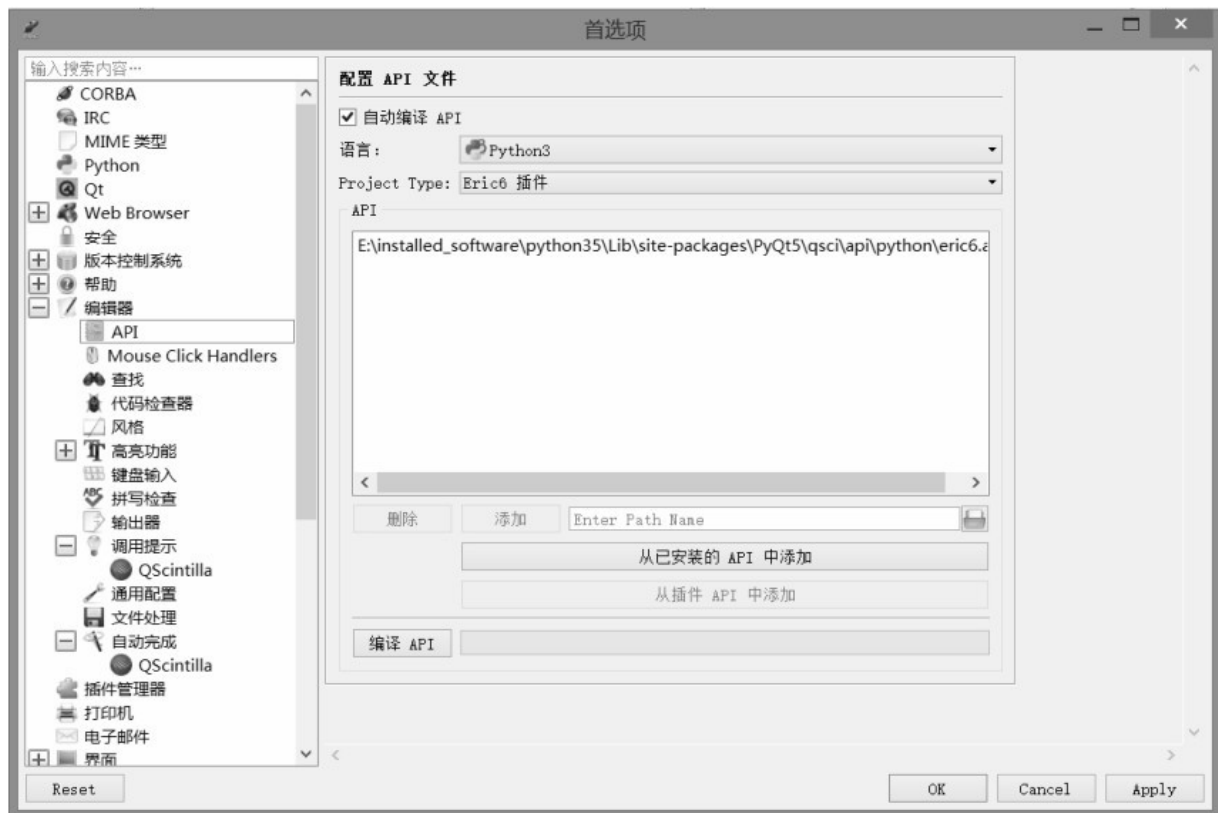 首选项
输入搜索内容…
CORBA
IRC
MIME 类型
Python
Qt
Web Browser
安全
版本控制系统
帮助
编辑器
API
Mouse Click Handlers
查找
代码检查器
风格
高亮功能
键盘输入
拼写检查
输出器
调用提示
QScintilla
通用配置
文件处理
自动完成
QScintilla
插件管理器
打印机
电子邮件
界面
配置 API 文件
自动编译 API
语言: Python3
Project Type: Eric6 插件
API
E:\installed_software\python35\Lib\site-packages\PyQt5\qsci\api\python\eric6.a
删除 添加 Enter Path Name
从已安装的 API 中添加
从插件 API 中添加
编译 API
Reset OK Cancel Apply